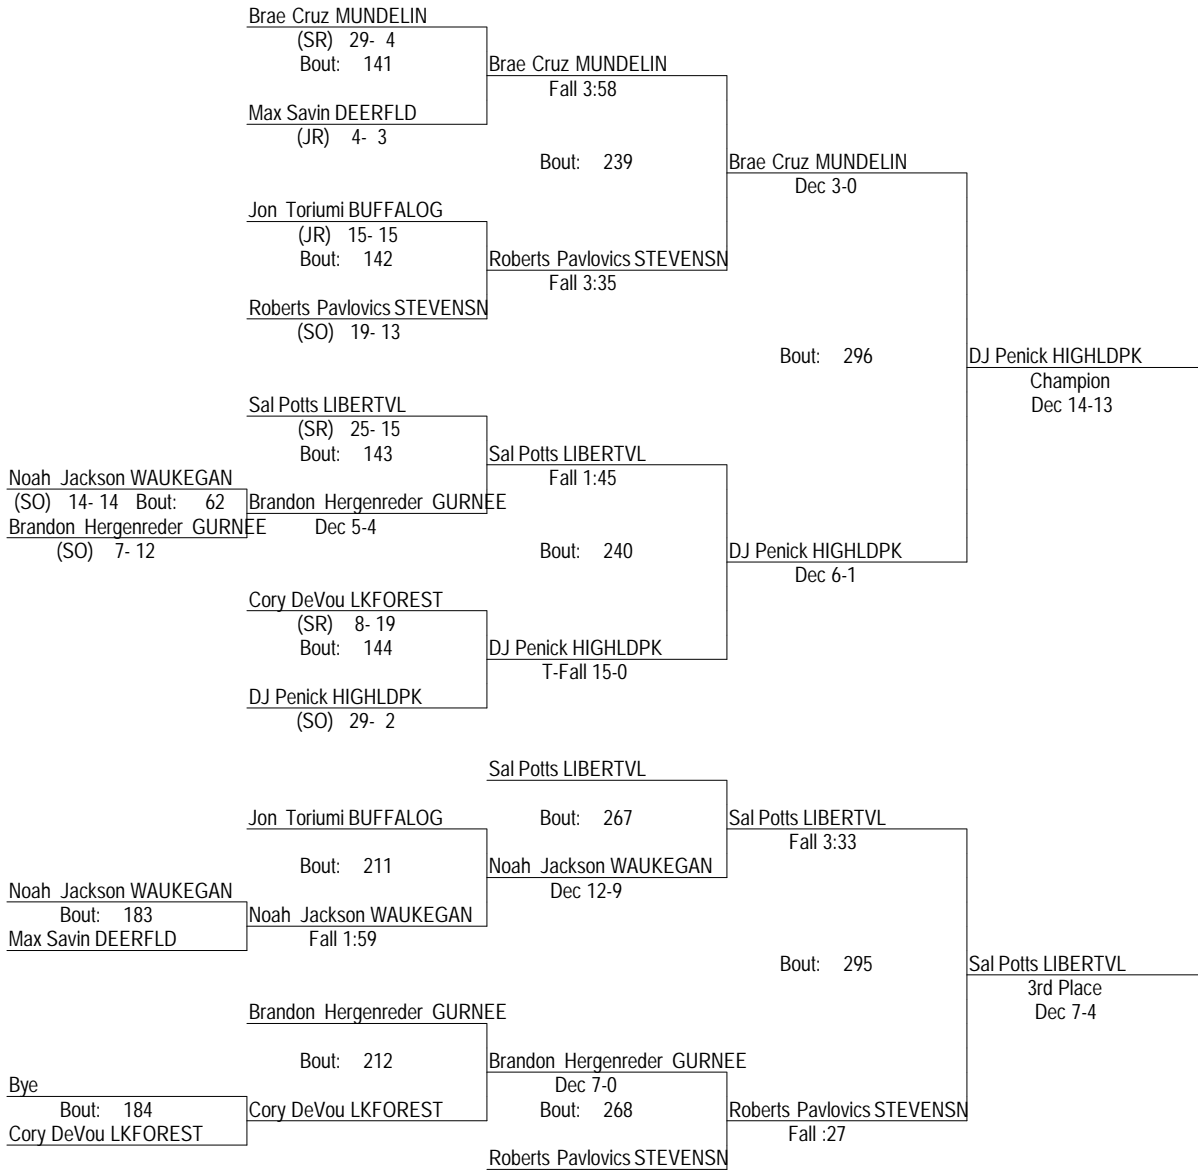 Brae Cruz MUNDELIN
(SR) 29- 4
Bout: 141
Brae Cruz MUNDELIN
Fall 3:58
Max Savin DEERFLD
(JR) 4- 3
Bout: 239
Brae Cruz MUNDELIN
Dec 3-0
Jon Toriumi BUFFALOG
(JR) 15- 15
Bout: 142
Roberts Pavlovics STEVENSN
Fall 3:35
Roberts Pavlovics STEVENSN
(SO) 19- 13
Bout: 296
DJ Penick HIGHLDPK
Champion
Dec 14-13
Sal Potts LIBERTVL
(SR) 25- 15
Bout: 143
Sal Potts LIBERTVL
Fall 1:45
Noah Jackson WAUKEGAN
(SO) 14- 14 Bout: 62
Brandon Hergenreder GURNEE
Dec 5-4
Brandon Hergenreder GURNEE
(SO) 7- 12
Bout: 240
DJ Penick HIGHLDPK
Dec 6-1
Cory DeVou LKFOREST
(SR) 8- 19
Bout: 144
DJ Penick HIGHLDPK
T-Fall 15-0
DJ Penick HIGHLDPK
(SO) 29- 2
Sal Potts LIBERTVL
Jon Toriumi BUFFALOG
Bout: 267
Sal Potts LIBERTVL
Fall 3:33
Bout: 211
Noah Jackson WAUKEGAN
Dec 12-9
Noah Jackson WAUKEGAN
Bout: 183
Noah Jackson WAUKEGAN
Fall 1:59
Max Savin DEERFLD
Bout: 295
Sal Potts LIBERTVL
3rd Place
Dec 7-4
Brandon Hergenreder GURNEE
Bout: 212
Brandon Hergenreder GURNEE
Dec 7-0
Bye
Bout: 184
Cory DeVou LKFOREST
Cory DeVou LKFOREST
Bout: 268
Roberts Pavlovics STEVENSN
Fall :27
Roberts Pavlovics STEVENSN